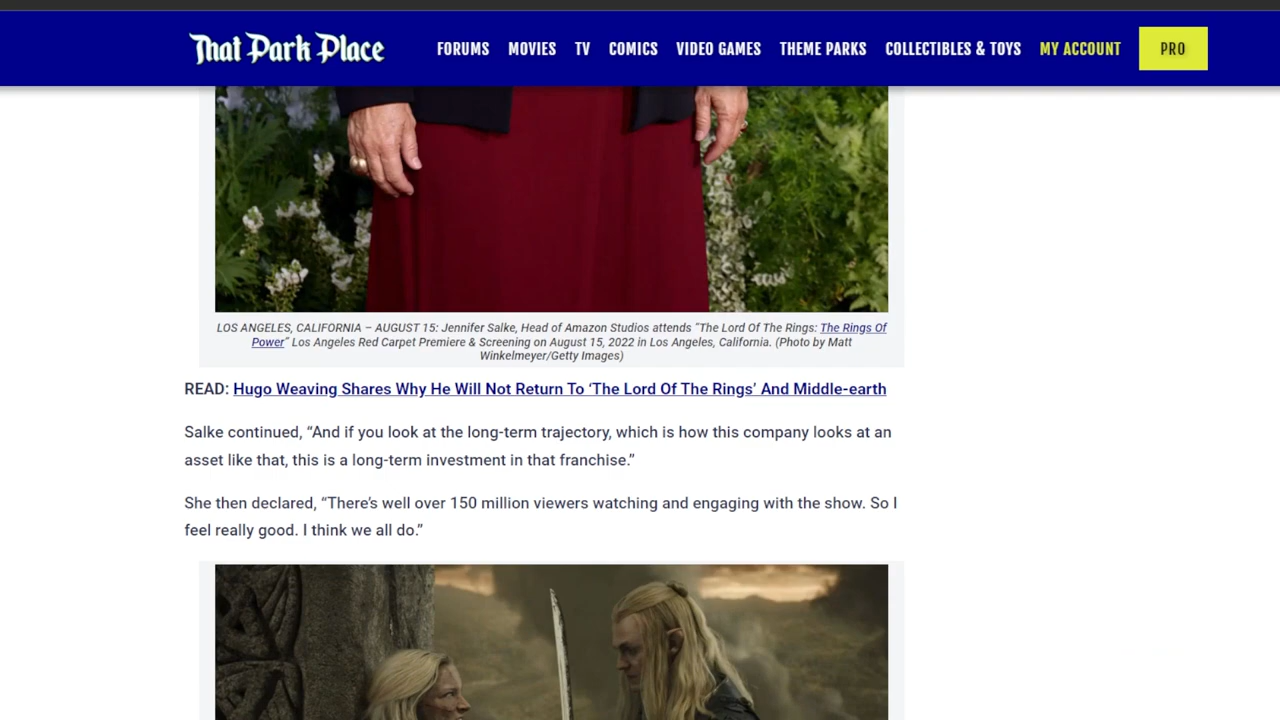 That Park Place
FORUMS MOVIES TV COMICS VIDEO GAMES THEME PARKS COLLECTIBLES & TOYS MY ACCOUNT PRO
LOS ANGELES, CALIFORNIA – AUGUST 15: Jennifer Salke, Head of Amazon Studios attends “The Lord Of The Rings: The Rings Of
Power” Los Angeles Red Carpet Premiere & Screening on August 15, 2022 in Los Angeles, California. (Photo by Matt
Winkelmeyer/Getty Images)
READ: Hugo Weaving Shares Why He Will Not Return To ‘The Lord Of The Rings’ And Middle-earth
Salke continued, “And if you look at the long-term trajectory, which is how this company looks at an
asset like that, this is a long-term investment in that franchise.”
She then declared, “There’s well over 150 million viewers watching and engaging with the show. So I
feel really good. I think we all do.”